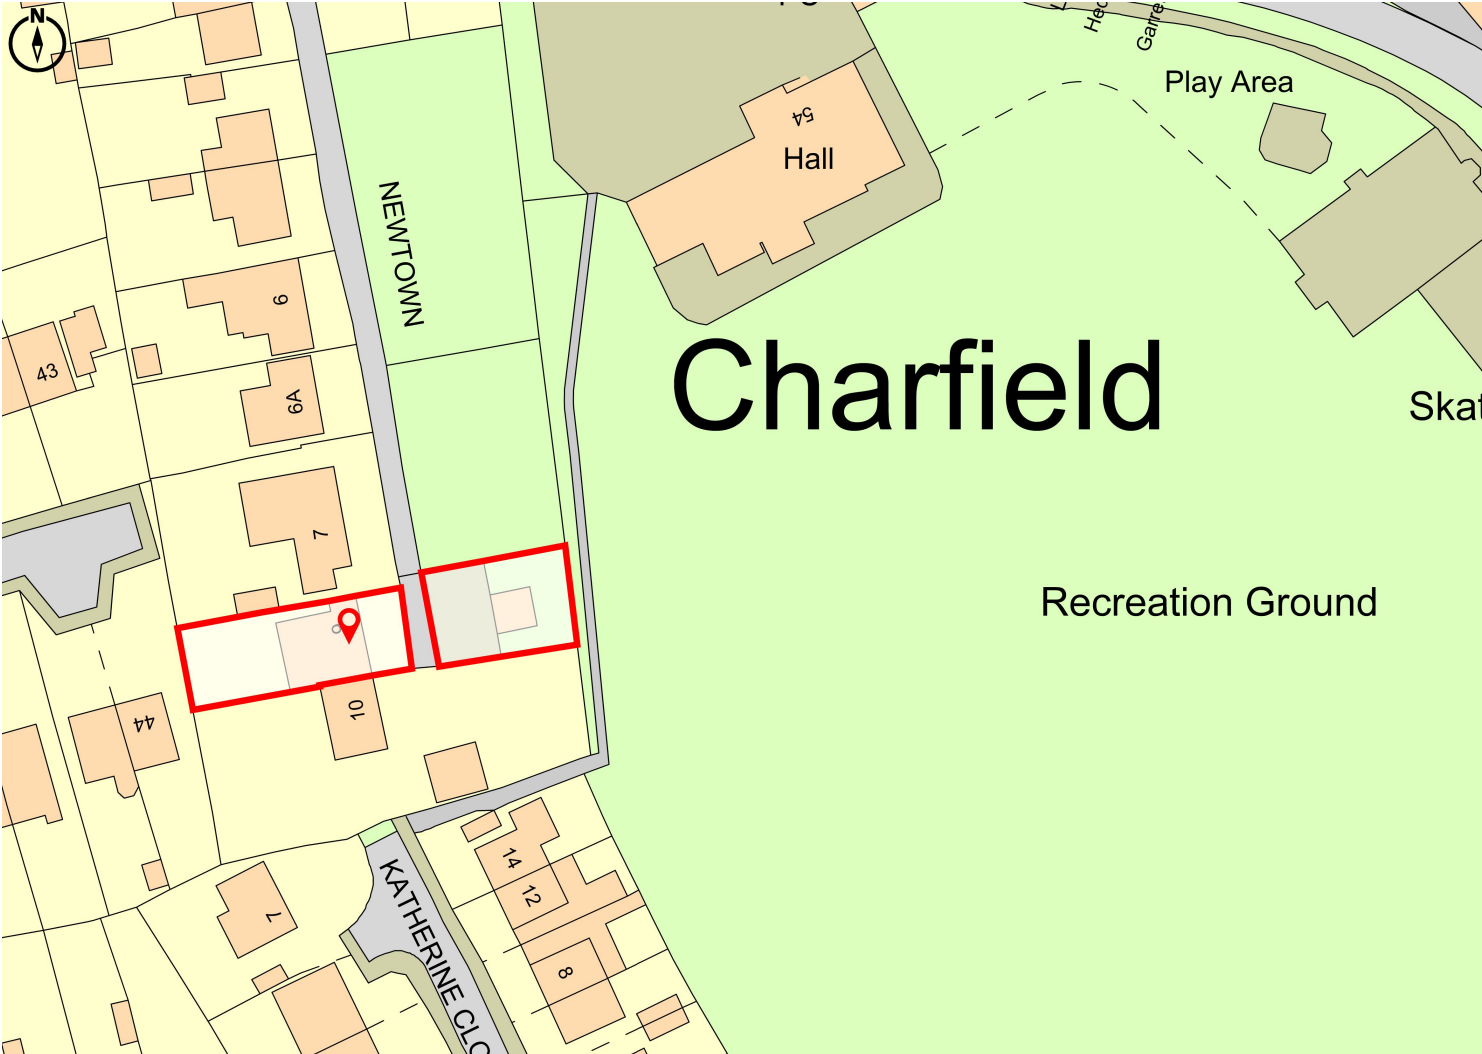 N
Play Area
54
Hall
NEWTOWN
9
43
6A
Charfield
Skat
7
Recreation Ground
10
44
14
12
7
KATHERINE CLO
8